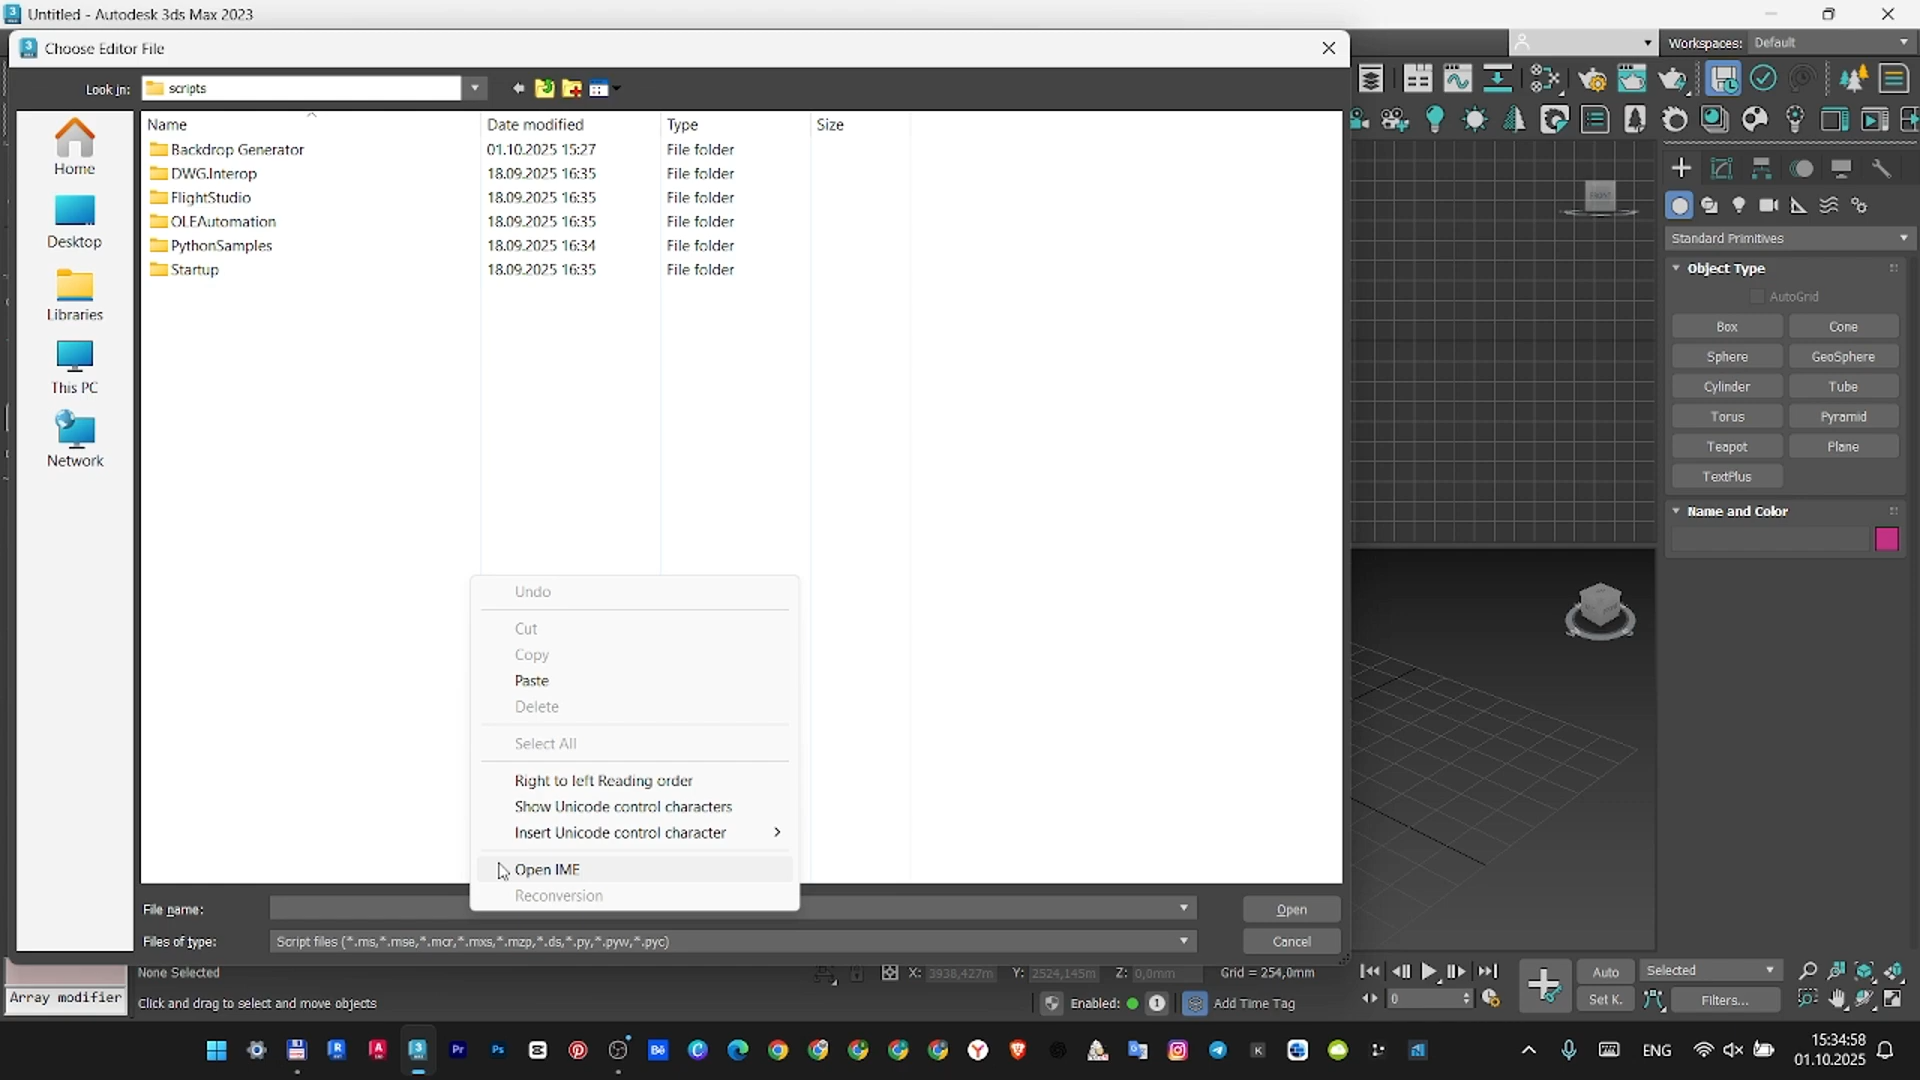 Untitled - Autodesk 3ds Max 2023
Choose Editor File
Workspaces: Default
Look in: scripts
Name Date modified Type Size
Backdrop Generator 01.10.2025 15:27 File folder
DWG.Interop 18.09.2025 16:35 File folder
FlightStudio 18.09.2025 16:35 File folder
OLEAutomation 18.09.2025 16:35 File folder
PythonSamples 18.09.2025 16:34 File folder
Startup 18.09.2025 16:35 File folder
Home
Desktop
Libraries
This PC
Network
Undo
Cut
Copy
Paste
Delete
Select All
Right to left Reading order
Show Unicode control characters
Insert Unicode control character
Open IME
Reconversion
File name: Open
Files of type: Script files (*.ms,*.mse,*.mcr,*.mxs,*.mzp,*.ds,*.py,*.pyw,*.pyc) Cancel
Standard Primitives
Object Type
AutoGrid
Box Cone
Sphere GeoSphere
Cylinder Tube
Torus Pyramid
Teapot Plane
TextPlus
Name and Color
None Selected X: 3938,427m Y: 2524,145m Z: 0,0mm Grid = 254,0mm
Array modifier Click and drag to select and move objects Enabled: 1 Add Time Tag
Auto Selected
0 Set K. Filters...
ENG
15:34:58
01.10.2025